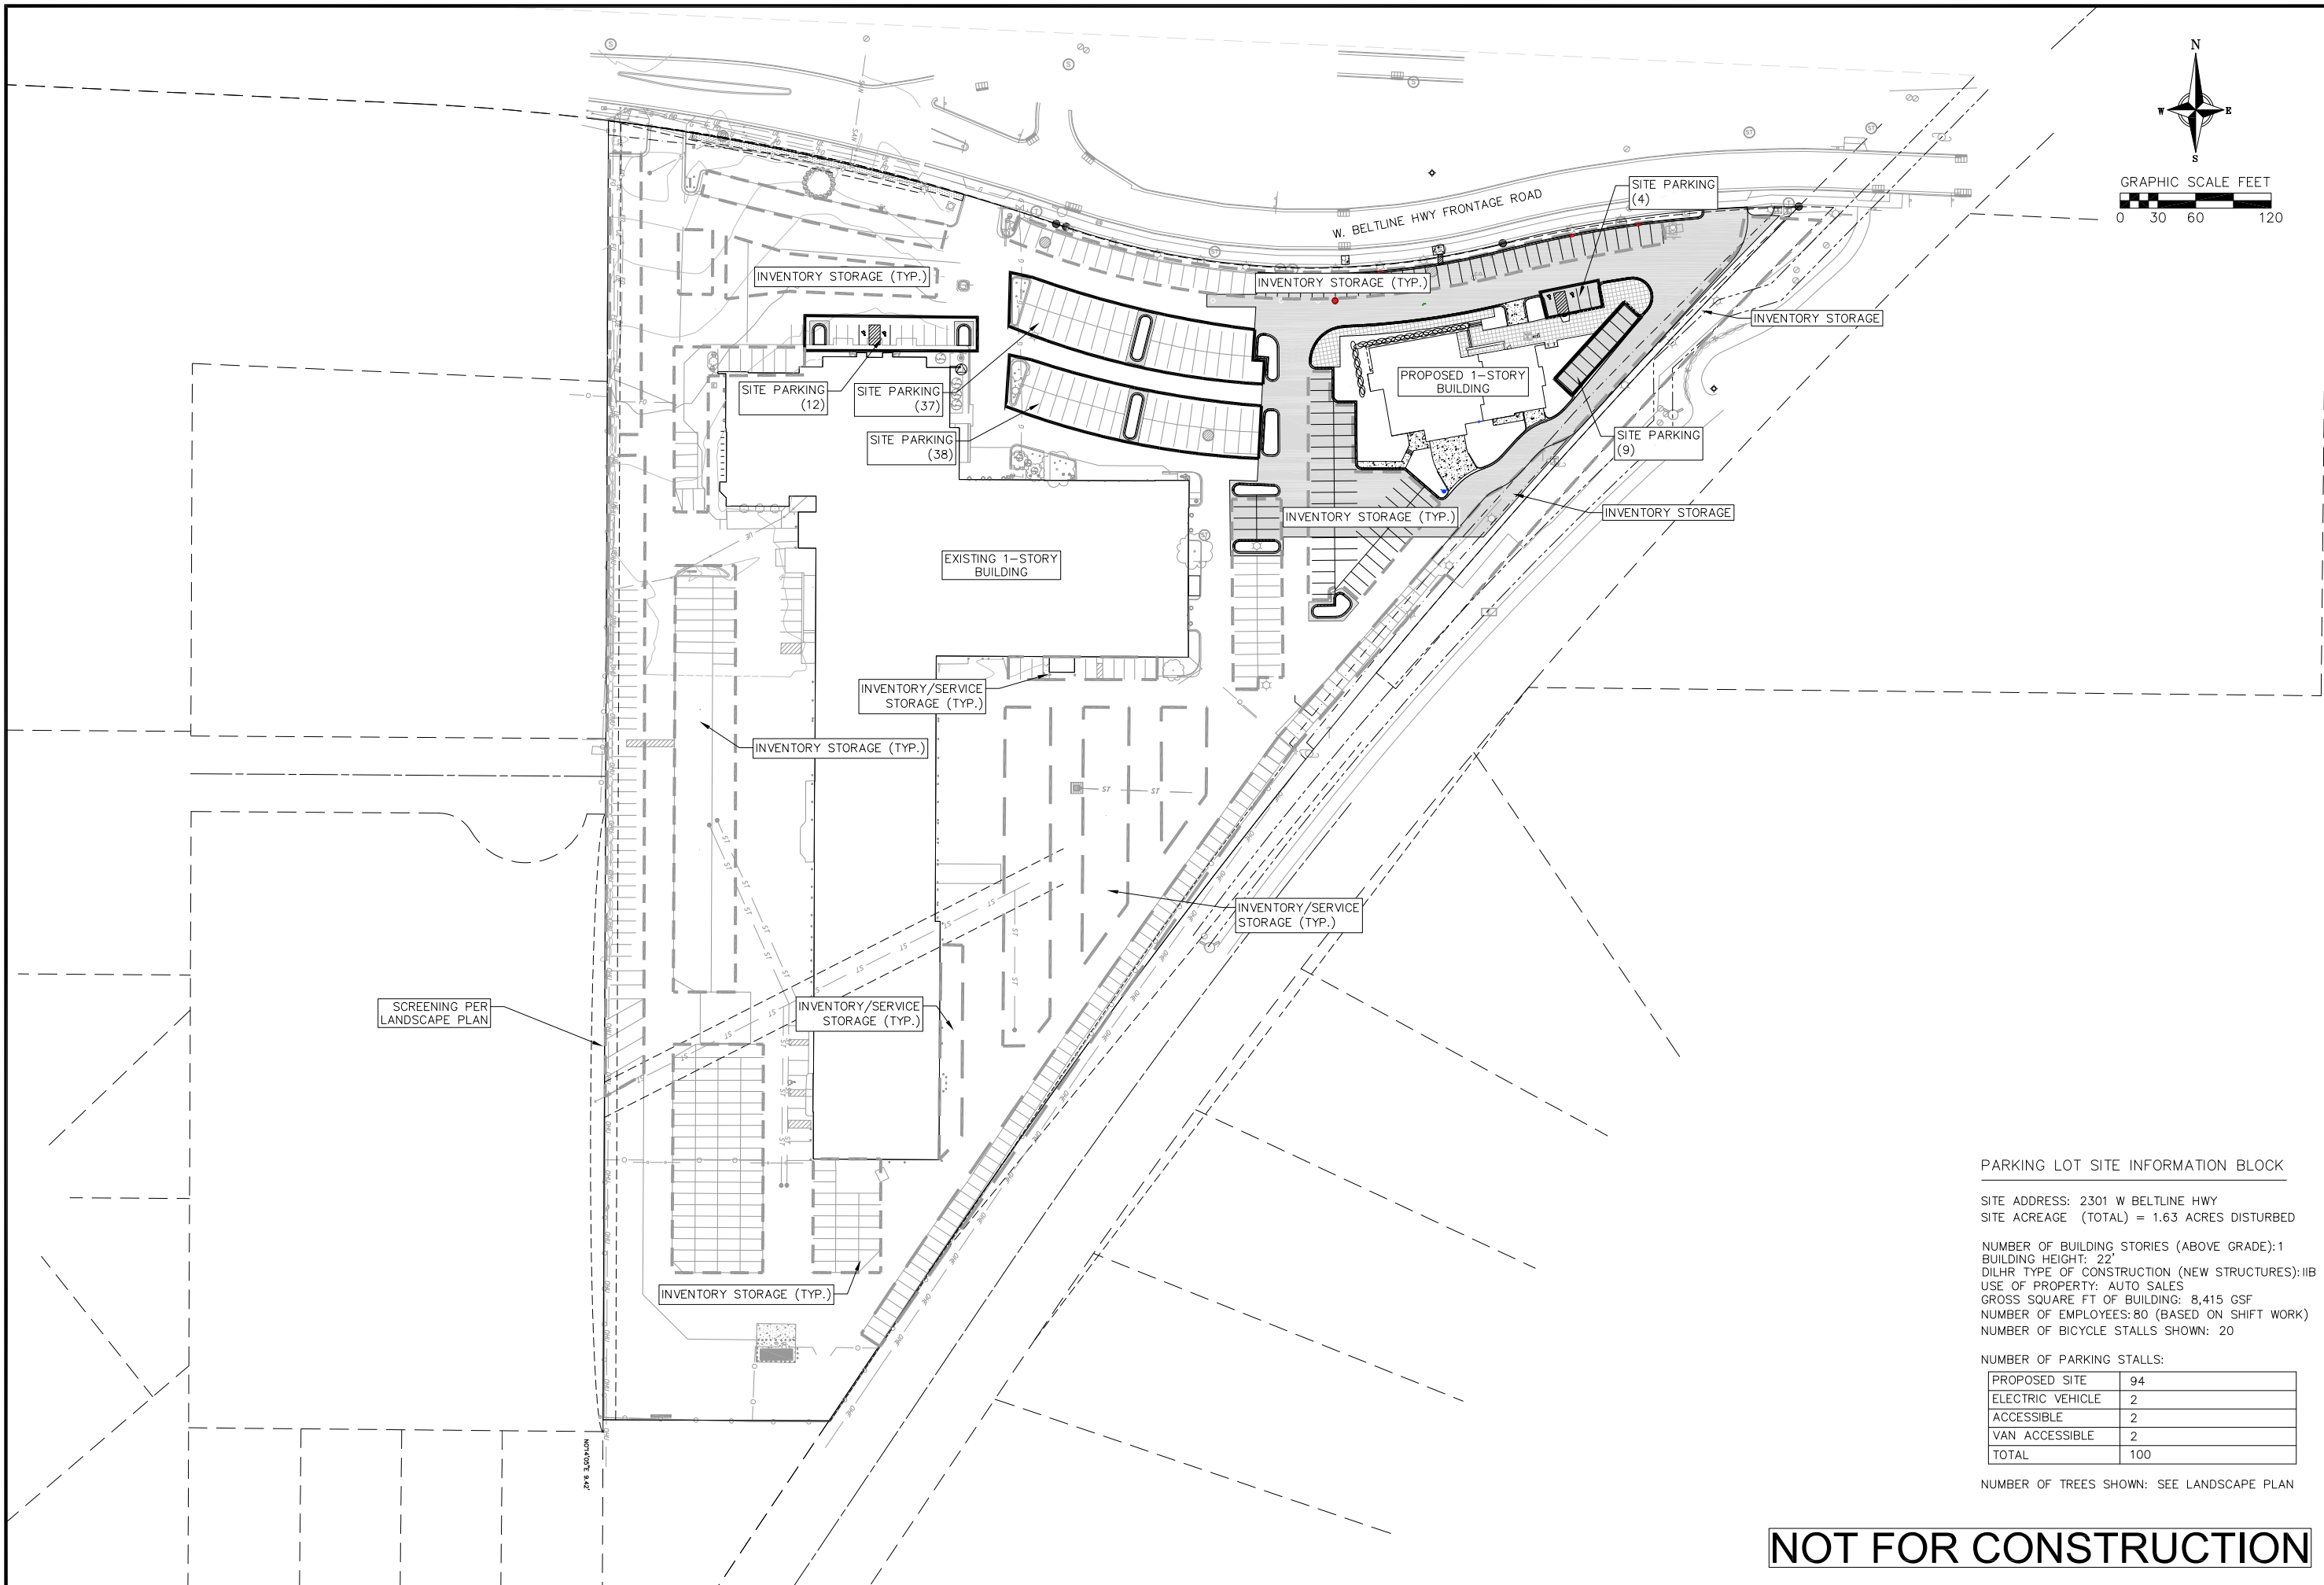 N
W E
S
GRAPHIC SCALE FEET
0 30 60 120
W. BELTLINE HWY FRONTAGE ROAD
SITE PARKING
(4)
INVENTORY STORAGE (TYP.)
INVENTORY STORAGE (TYP.)
INVENTORY STORAGE
SITE PARKING
(12)
SITE PARKING
(37)
PROPOSED 1-STORY
BUILDING
SITE PARKING
(38)
SITE PARKING
(9)
INVENTORY STORAGE (TYP.)
INVENTORY STORAGE
EXISTING 1-STORY
BUILDING
INVENTORY/SERVICE
STORAGE (TYP.)
INVENTORY STORAGE (TYP.)
INVENTORY/SERVICE
STORAGE (TYP.)
SCREENING PER
LANDSCAPE PLAN
INVENTORY/SERVICE
STORAGE (TYP.)
INVENTORY STORAGE (TYP.)
PARKING LOT SITE INFORMATION BLOCK
SITE ADDRESS: 2301 W BELTLINE HWY
SITE ACREAGE (TOTAL) = 1.63 ACRES DISTURBED
NUMBER OF BUILDING STORIES (ABOVE GRADE): 1
BUILDING HEIGHT: 22'
DILHR TYPE OF CONSTRUCTION (NEW STRUCTURES): IIB
USE OF PROPERTY: AUTO SALES
GROSS SQUARE FT OF BUILDING: 8,415 GSF
NUMBER OF EMPLOYEES: 80 (BASED ON SHIFT WORK)
NUMBER OF BICYCLE STALLS SHOWN: 20
NUMBER OF PARKING STALLS:
PROPOSED SITE 94
ELECTRIC VEHICLE 2
ACCESSIBLE 2
VAN ACCESSIBLE 2
TOTAL 100
NUMBER OF TREES SHOWN: SEE LANDSCAPE PLAN
NOT FOR CONSTRUCTION